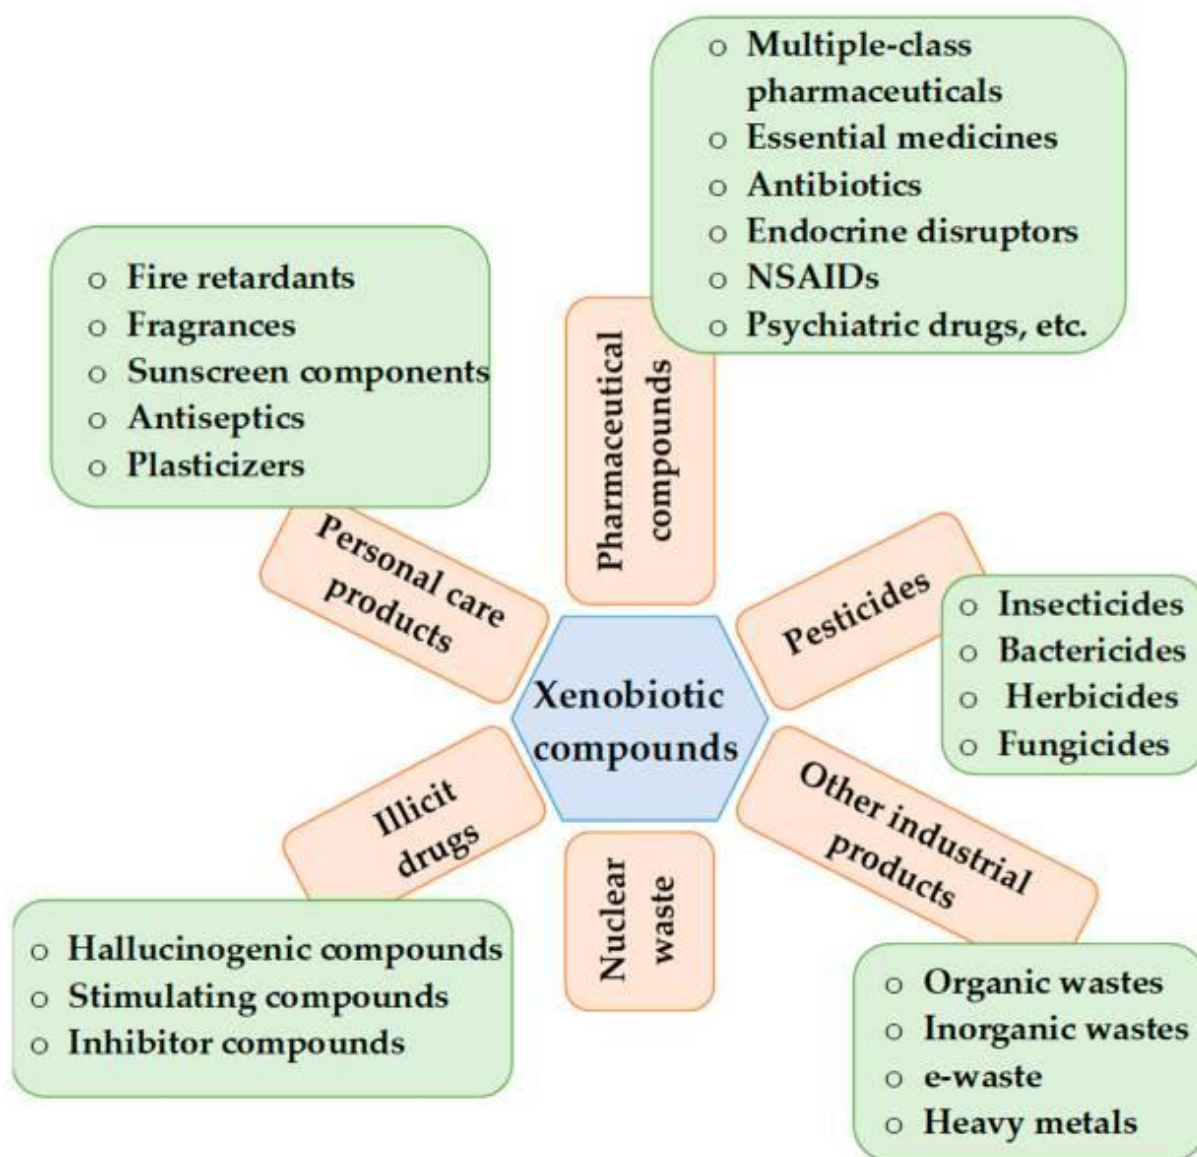 ○ Multiple-class
pharmaceuticals
○ Essential medicines
○ Antibiotics
○ Endocrine disruptors
○ NSAIDs
○ Psychiatric drugs, etc.
○ Fire retardants
○ Fragrances
○ Sunscreen components
○ Antiseptics
○ Plasticizers
Pharmaceutical
compounds
Personal care
products
Pesticides
○ Insecticides
○ Bactericides
○ Herbicides
○ Fungicides
Xenobiotic
compounds
Illicit
drugs
Nuclear
waste
Other industrial
products
○ Hallucinogenic compounds
○ Stimulating compounds
○ Inhibitor compounds
○ Organic wastes
○ Inorganic wastes
○ e-waste
○ Heavy metals